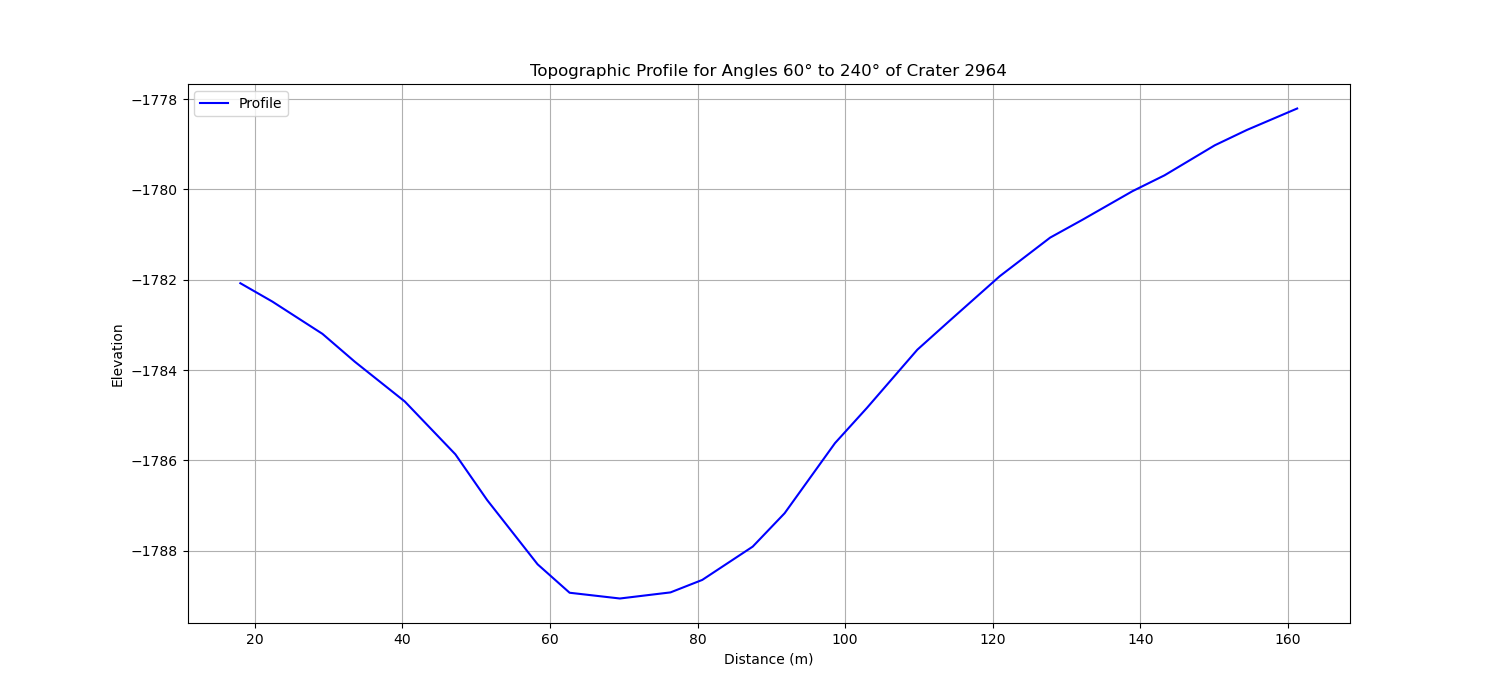 Topographic Profile for Angles 60° to 240° of Crater 2964
Profile
−1778
−1780
−1782
−1784
−1786
−1788
Elevation
20 40 60 80 100 120 140 160
Distance (m)